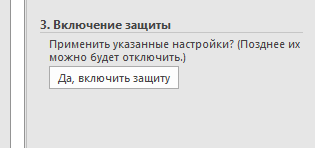 3. Включение защиты
Применить указанные настройки? (Позднее их
можно будет отключить.)
Да, включить защиту